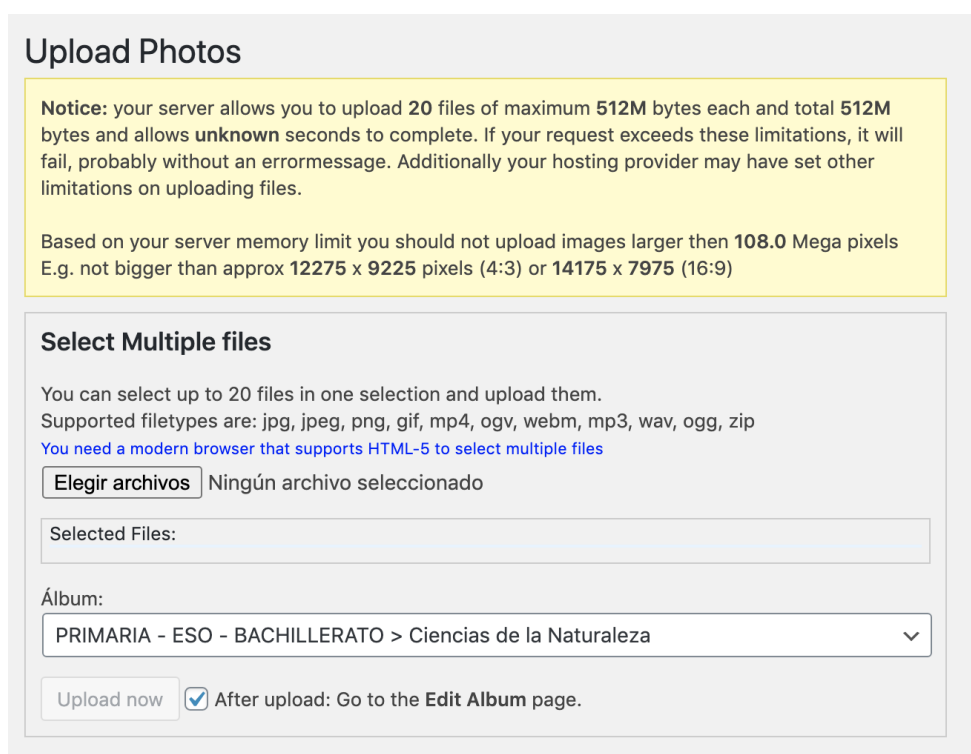 Upload Photos
Notice: your server allows you to upload 20 files of maximum 512M bytes each and total 512M
bytes and allows unknown seconds to complete. If your request exceeds these limitations, it will
fail, probably without an errormessage. Additionally your hosting provider may have set other
limitations on uploading files.
Based on your server memory limit you should not upload images larger then 108.0 Mega pixels
E.g. not bigger than approx 12275 x 9225 pixels (4:3) or 14175 x 7975 (16:9)
Select Multiple files
You can select up to 20 files in one selection and upload them.
Supported filetypes are: jpg, jpeg, png, gif, mp4, ogv, webm, mp3, wav, ogg, zip
You need a modern browser that supports HTML-5 to select multiple files
Elegir archivos Ningún archivo seleccionado
Selected Files:
Álbum:
PRIMARIA - ESO - BACHILLERATO > Ciencias de la Naturaleza
Upload now After upload: Go to the Edit Album page.